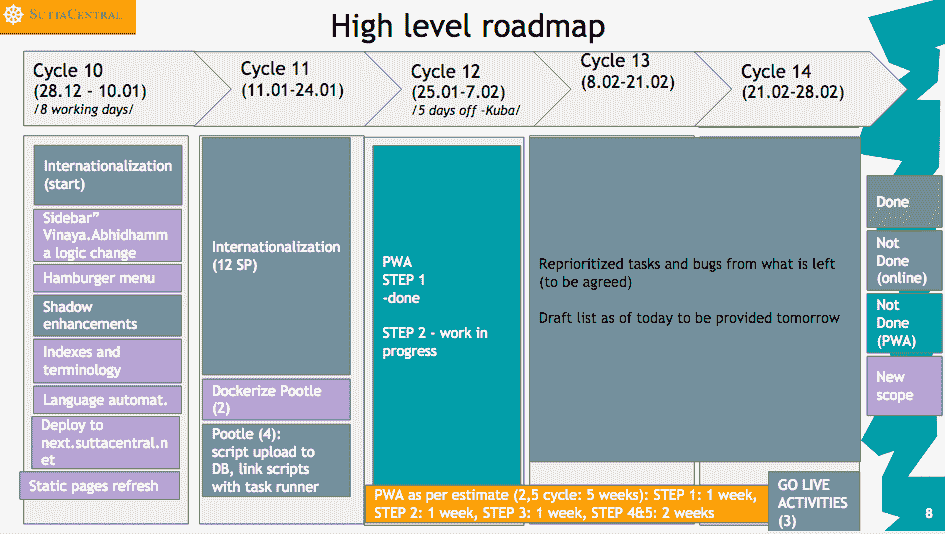 SUTTACENTRAL
High level roadmap
Cycle 10
(28.12 - 10.01)
/8 working days/
Cycle 11
(11.01-24.01)
Cycle 12
(25.01-7.02)
/5 days off -Kuba/
Cycle 13
(8.02-21.02)
Cycle 14
(21.02-28.02)
Internationalization
(start)
Sidebar”
Vinaya.Abhidhamm
a logic change
Hamburger menu
Shadow
enhancements
Indexes and
terminology
Language automat.
Deploy to
next.suttacentral.n
et
Static pages refresh
Internationalization
(12 SP)
Dockerize Pootle
(2)
Pootle (4):
script upload to
DB, link scripts
with task runner
PWA
STEP 1
-done
STEP 2 - work in
progress
Reprioritized tasks and bugs from what is left
(to be agreed)
Draft list as of today to be provided tomorrow
PWA as per estimate (2,5 cycle: 5 weeks): STEP 1: 1 week,
STEP 2: 1 week, STEP 3: 1 week, STEP 4&5: 2 weeks
GO LIVE
ACTIVITIES
(3)
Done
Not
Done
(online)
Not
Done
(PWA)
New
scope
8